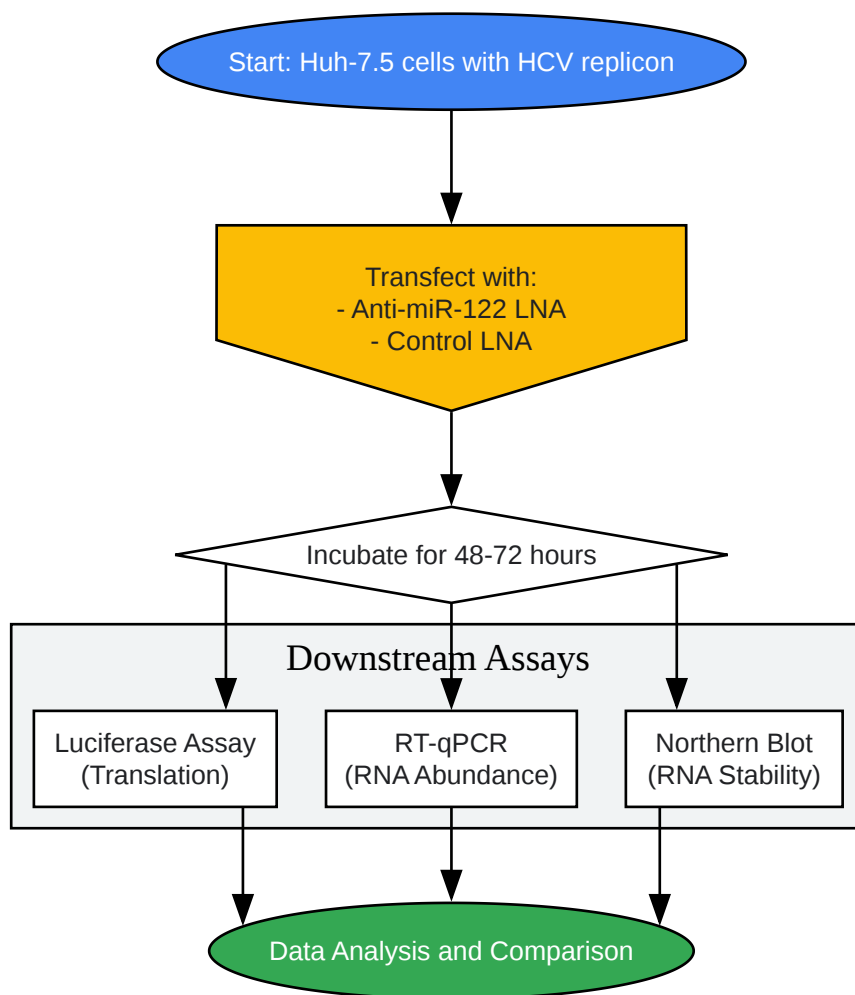 Start: Huh-7.5 cells with HCV replicon
Transfect with:
- Anti-miR-122 LNA
- Control LNA
Incubate for 48-72 hours
Downstream Assays
Luciferase Assay
(Translation)
RT-qPCR
(RNA Abundance)
Northern Blot
(RNA Stability)
Data Analysis and Comparison